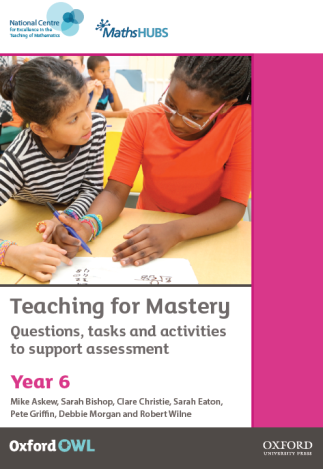 National Centre
for Excellence in the
Teaching of Mathematics
MathsHUBS
Teaching for Mastery
Questions, tasks and activities
to support assessment
Year 6
Mike Askew, Sarah Bishop, Clare Christie, Sarah Eaton,
Pete Griffin, Debbie Morgan and Robert Wilne
Oxford OWL
OXFORD
UNIVERSITY PRESS